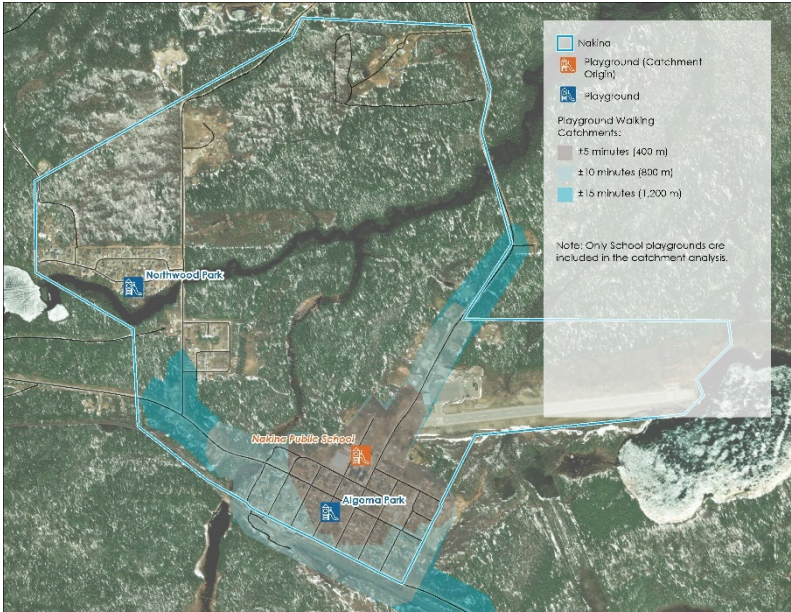 Nakina
Playground (Catchment
Origin)
Playground
Playground Walking
Catchments:
±5 minutes (400 m)
±10 minutes (800 m)
±15 minutes (1,200 m)
Note: Only School playgrounds are
included in the catchment analysis.
Northwood Park
Nakina Public School
Algoma Park